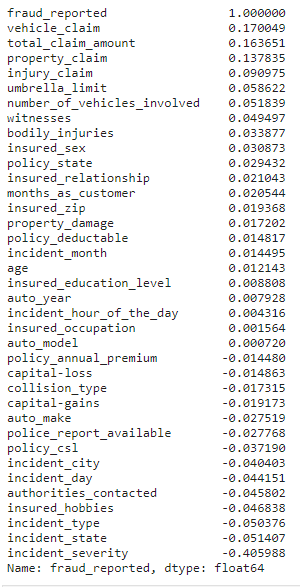 fraud_reported 1.000000
vehicle_claim 0.170049
total_claim_amount 0.163651
property_claim 0.137835
injury_claim 0.090975
umbrella_limit 0.058622
number_of_vehicles_involved 0.051839
witnesses 0.049497
bodily_injuries 0.033877
insured_sex 0.030873
policy_state 0.029432
insured_relationship 0.021043
months_as_customer 0.020544
insured_zip 0.019368
property_damage 0.017202
policy_deductable 0.014817
incident_month 0.014495
age 0.012143
insured_education_level 0.008808
auto_year 0.007928
incident_hour_of_the_day 0.004316
insured_occupation 0.001564
auto_model 0.000720
policy_annual_premium -0.014480
capital-loss -0.014863
collision_type -0.017315
capital-gains -0.019173
auto_make -0.027519
police_report_available -0.027768
policy_csl -0.037190
incident_city -0.040403
incident_day -0.044151
authorities_contacted -0.045802
insured_hobbies -0.046838
incident_type -0.050376
incident_state -0.051407
incident_severity -0.405988
Name: fraud_reported, dtype: float64